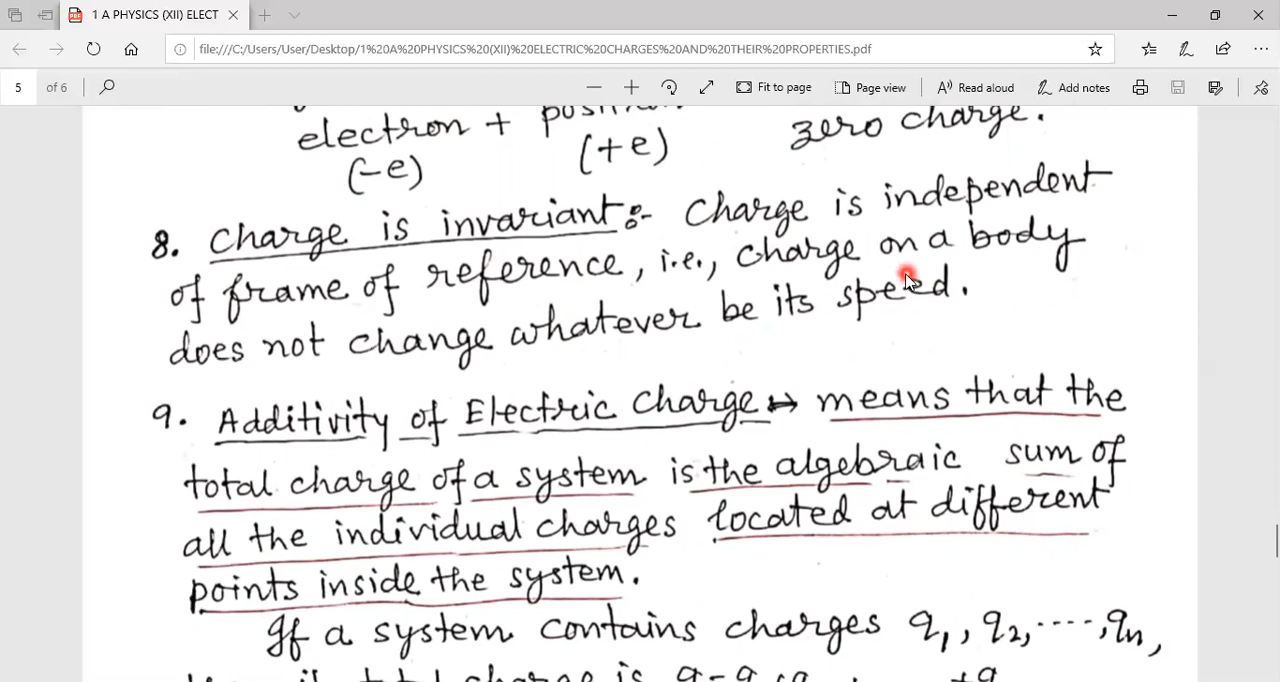 1 A PHYSICS (XII) ELECT
file:///C:/Users/User/Desktop/1%20A%20PHYSICS%20(XII)%20ELECTRIC%20CHARGES%20AND%20THEIR%20PROPERTIES.pdf
5 of 6 Fit to page Page view Read aloud Add notes
electron + positron zero charge.
(-e) (+e)
8. Charge is invariant:- Charge is independent
of frame of reference, i.e., charge on a body
does not change whatever be its speed.
9. Additivity of Electric Charge → means that the
total charge of a system is the algebraic sum of
all the individual charges located at different
points inside the system.
If a system contains charges q1, q2, ...., qn,
total charge is